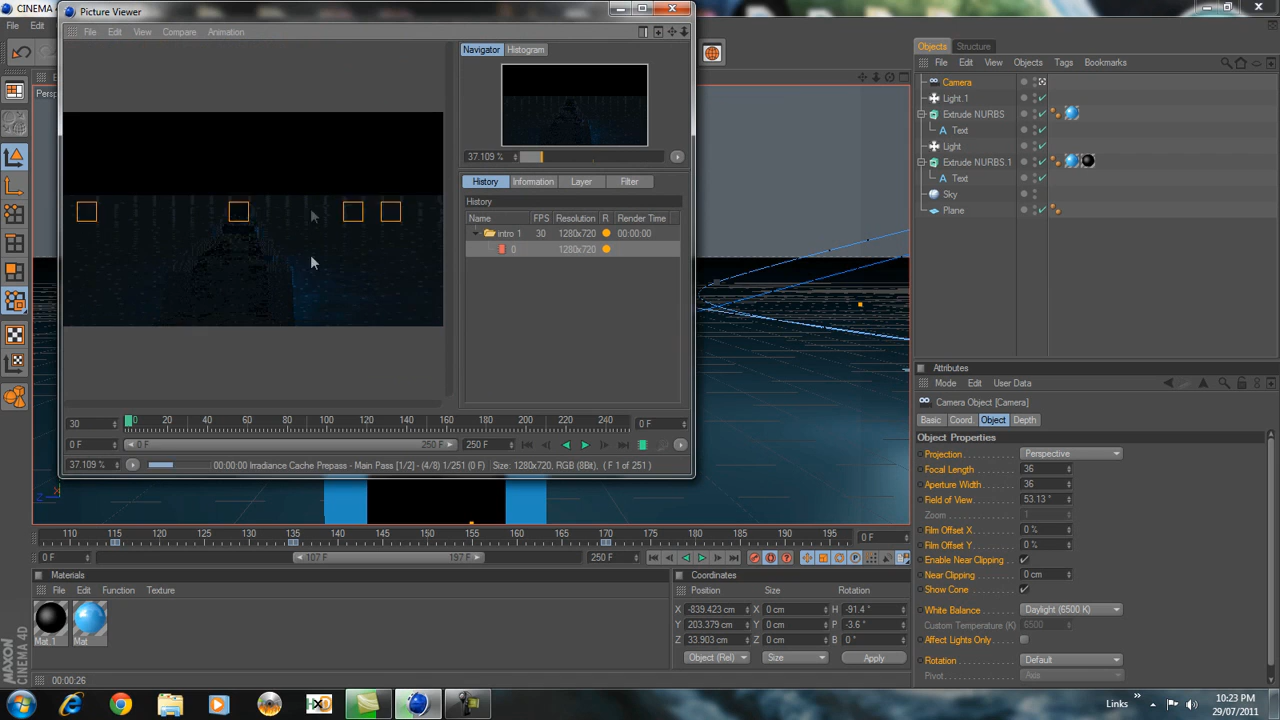 CINEMA 4D
Picture Viewer
File Edit
File Edit View Compare Animation
Navigator Histogram
37.109 %
History Information Layer Filter
History
Name FPS Resolution R Render Time
intro 1 30 1280x720 00:00:00
0 1280x720
30 0 20 40 60 80 100 120 140 160 180 200 220 240 0 F
0 F 0 F 250 F 250 F
37.109 % 00:00:00 Irradiance Cache Prepass - Main Pass [1/2] - (4/8) 1/251 (0 F) Size: 1280x720, RGB (8Bit), ( F 1 of 251 )
Persp
Z
110 115 120 125 130 135 140 145 150 155 160 165 170 175 180 185 190 195 0 F
0 F 107 F 197 F 250 F
Objects Structure
File Edit View Objects Tags Bookmarks
Camera
Light.1
Extrude NURBS
A Text
Light
Extrude NURBS.1
A Text
Sky
Plane
Attributes
Mode Edit User Data
Camera Object [Camera]
Basic Coord. Object Depth
Object Properties
Projection Perspective
Focal Length 36
Aperture Width 36
Field of View 53.13 °
Zoom 1
Film Offset X 0 %
Film Offset Y 0 %
Enable Near Clipping
Near Clipping 0 cm
Show Cone
White Balance Daylight (6500 K)
Custom Temperature (K) 6500
Affect Lights Only
Rotation Default
Pivot Axis
Materials
File Edit Function Texture
Mat.1 Mat
Coordinates
Position Size Rotation
X -839.423 cm X 0 cm H -91.4 °
Y 203.379 cm Y 0 cm P -3.6 °
Z 33.903 cm Z 0 cm B 0 °
Object (Rel) Size Apply
MAXON
CINEMA 4D
00:00:26
HxD
Links » 10:23 PM
29/07/2011